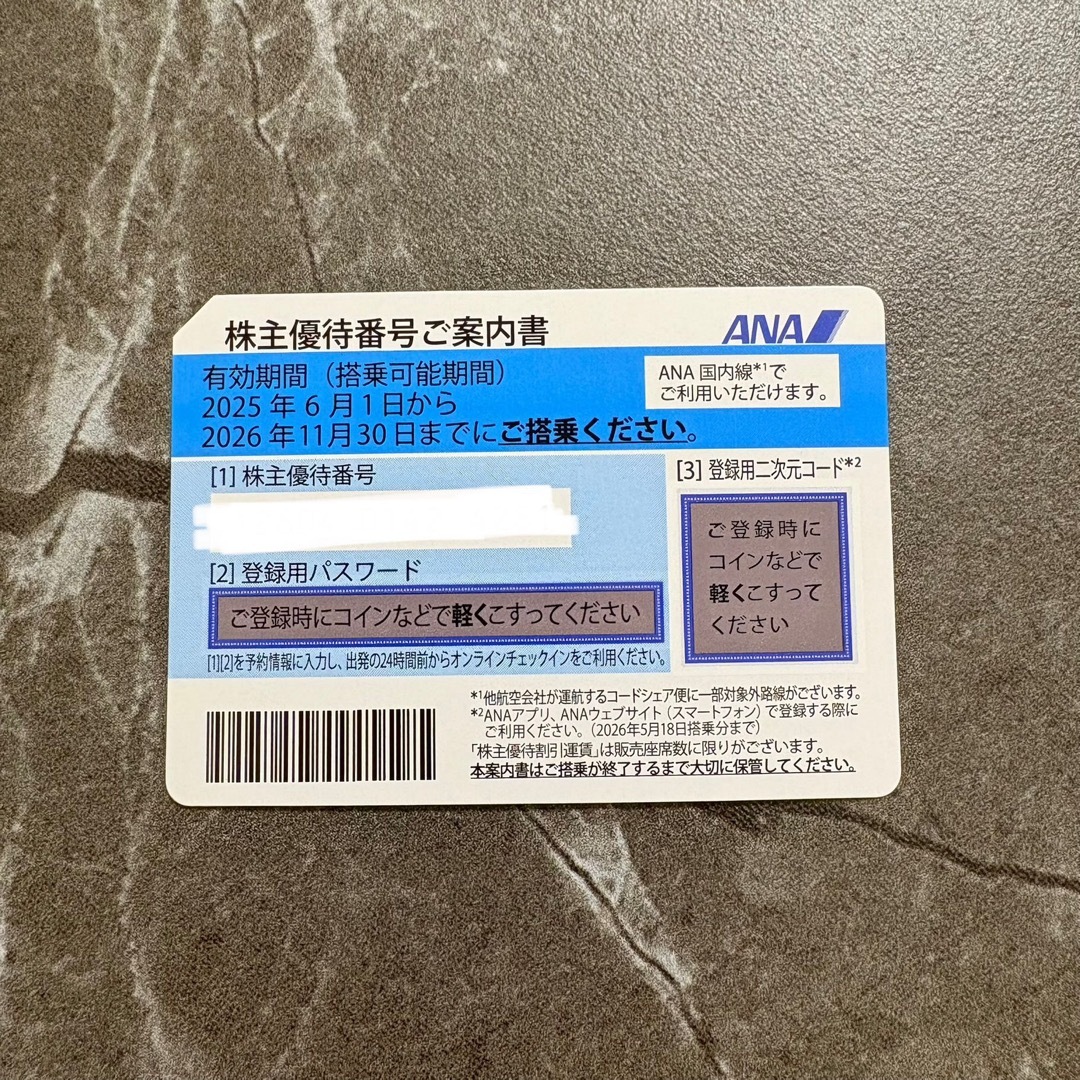 株主優待番号ご案内書
ANA
有効期間（搭乗可能期間）
2025年6月1日から
2026年11月30日までにご搭乗ください。
ANA 国内線*1で
ご利用いただけます。
[1] 株主優待番号
[2] 登録用パスワード
ご登録時にコインなどで軽くこすってください
[1][2]を予約情報に入力し、出発の24時間前からオンラインチェックインをご利用ください。
[3] 登録用二次元コード*2
ご登録時に
コインなどで
軽くこすって
ください
*1他航空会社が運航するコードシェア便に一部対象外路線がございます。
*2ANAアプリ、ANAウェブサイト（スマートフォン）で登録する際に
ご利用ください。（2026年5月18日搭乗分まで）
「株主優待割引運賃」は販売座席数に限りがございます。
本案内書はご搭乗が終了するまで大切に保管してください。